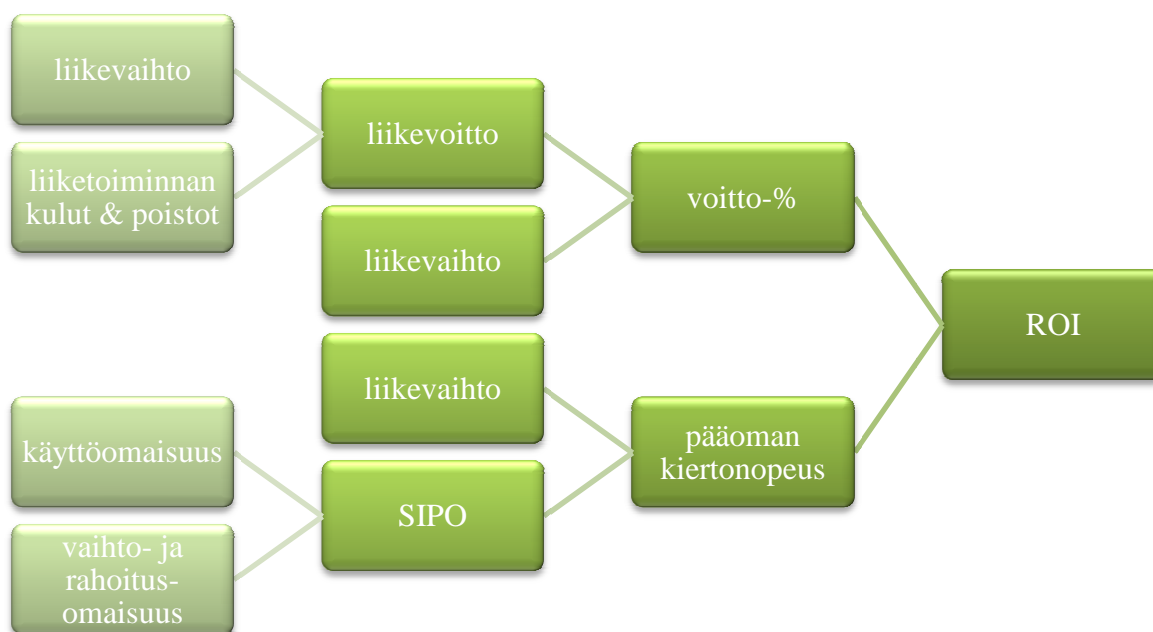 liikevaihto
liiketoiminnan
kulut & poistot
liikevoitto
liikevaihto
voitto-%
ROI
liikevaihto
pääoman
kiertonopeus
käyttöomaisuus
SIPO
vaihto- ja
rahoitus-
omaisuus